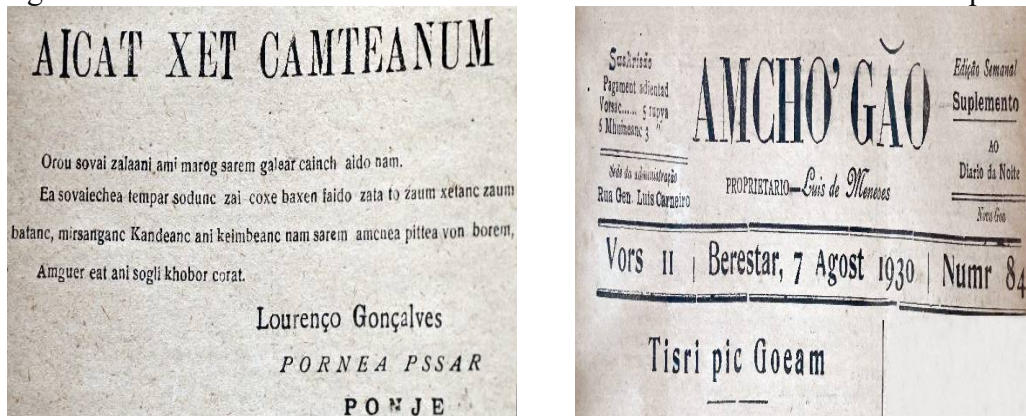 AICAT XET CAMTEANUM
Orou sovai zalaani ami marog sarem galear cainch aido nam.
Ea sovaiechea tempar sodunc zai coxe baxen faido zata to zaum xetanc zaum
batanc, mirsanganc Kandeanc ani keimbeanc nam sarem amcnea pittea von borem,
Amguer eat ani sogli khobor corat.
Lourenço Gonçalves
PORNEA PSSAR
PONJE
Suschrisão
Pagament adientad
Vorsac...... 5 rupya
6 Mhuineanc 3 "
Sede da administração
Rua Gen. Luis Carneiro
AMCHO' GÃO
PROPRIETARIO—Luis de Menezes
Edição Semanal
Suplemento
AO
Diario da Noite
Nova Goa
Vors 11 | Berestar, 7 Agost 1930 | Numr 84
Tisri pic Goeam